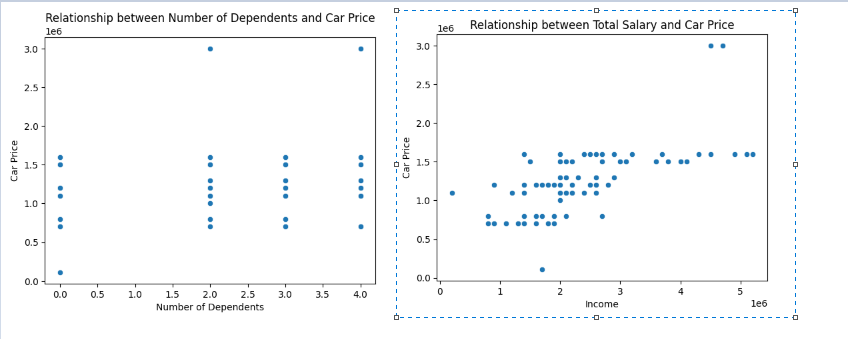 Relationship between Number of Dependents and Car Price
1e6
3.0
2.5
2.0
1.5
1.0
0.5
0.0
Car Price
0.0 0.5 1.0 1.5 2.0 2.5 3.0 3.5 4.0
Number of Dependents
Relationship between Total Salary and Car Price
1e6
3.0
2.5
2.0
1.5
1.0
0.5
0.0
Car Price
0 1 2 3 4 5
Income
1e6